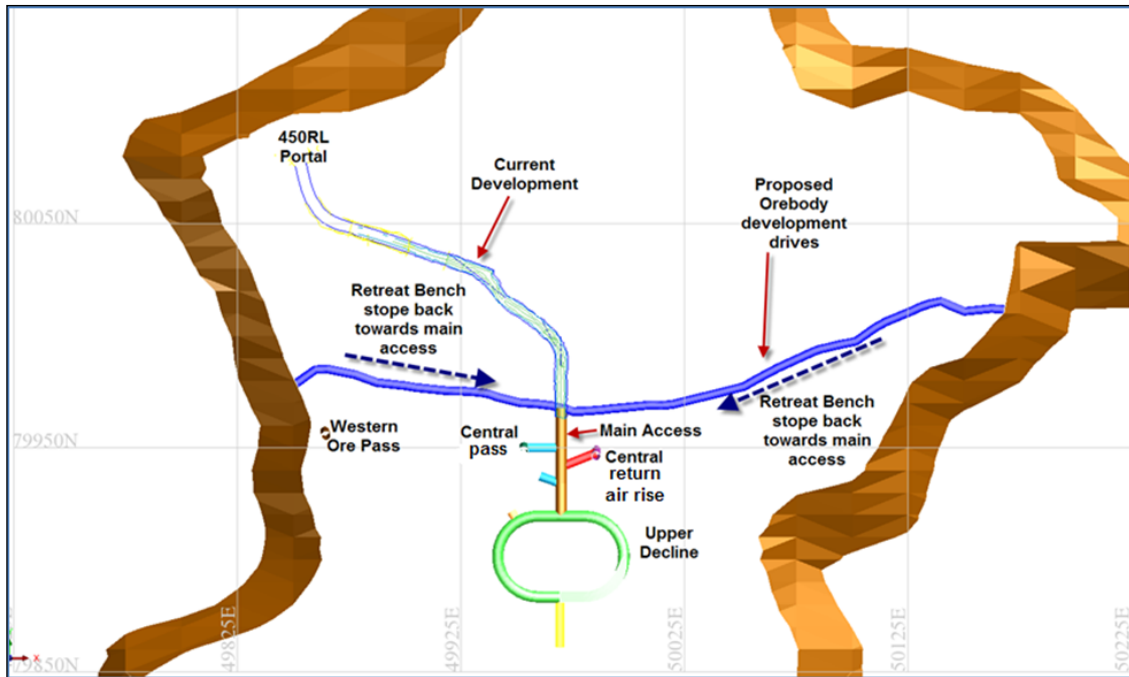 450RL
Portal
Current
Development
Proposed
Orebody
development
drives
80050N
Retreat Bench
stope back
towards main
access
Retreat Bench
stope back
towards main
access
Western
Ore Pass
79950N
Central
pass
Main Access
Central
return
air rise
Upper
Decline
49825E
49925E
50025E
50125E
50225E
79850N
x